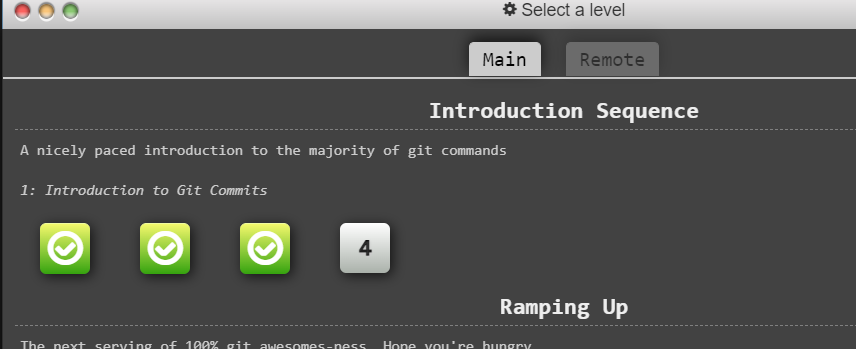 Select a level
Main Remote
Introduction Sequence
A nicely paced introduction to the majority of git commands
1: Introduction to Git Commits
4
Ramping Up
The next serving of 100% git awesomes-ness. Hope you're hungry